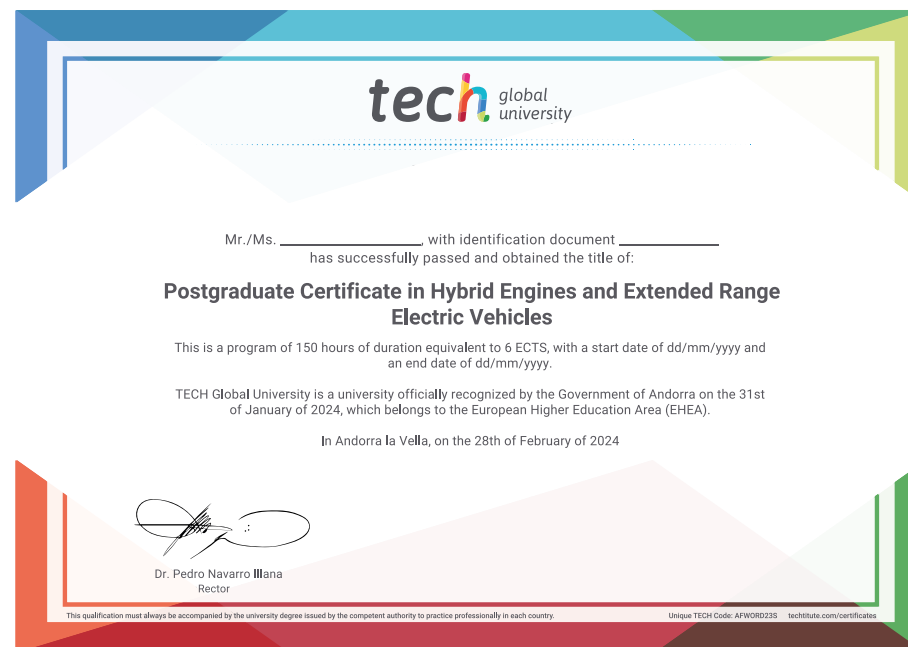 tech global university
Mr./Ms. ____________________, with identification document ______________
has successfully passed and obtained the title of:
Postgraduate Certificate in Hybrid Engines and Extended Range
Electric Vehicles
This is a program of 150 hours of duration equivalent to 6 ECTS, with a start date of dd/mm/yyyy and
an end date of dd/mm/yyyy.
TECH Global University is a university officially recognized by the Government of Andorra on the 31st
of January of 2024, which belongs to the European Higher Education Area (EHEA).
In Andorra la Vella, on the 28th of February of 2024
Dr. Pedro Navarro Illana
Rector
This qualification must always be accompanied by the university degree issued by the competent authority to practice professionally in each country. Unique TECH Code: AFWORD23S techtitute.com/certificates